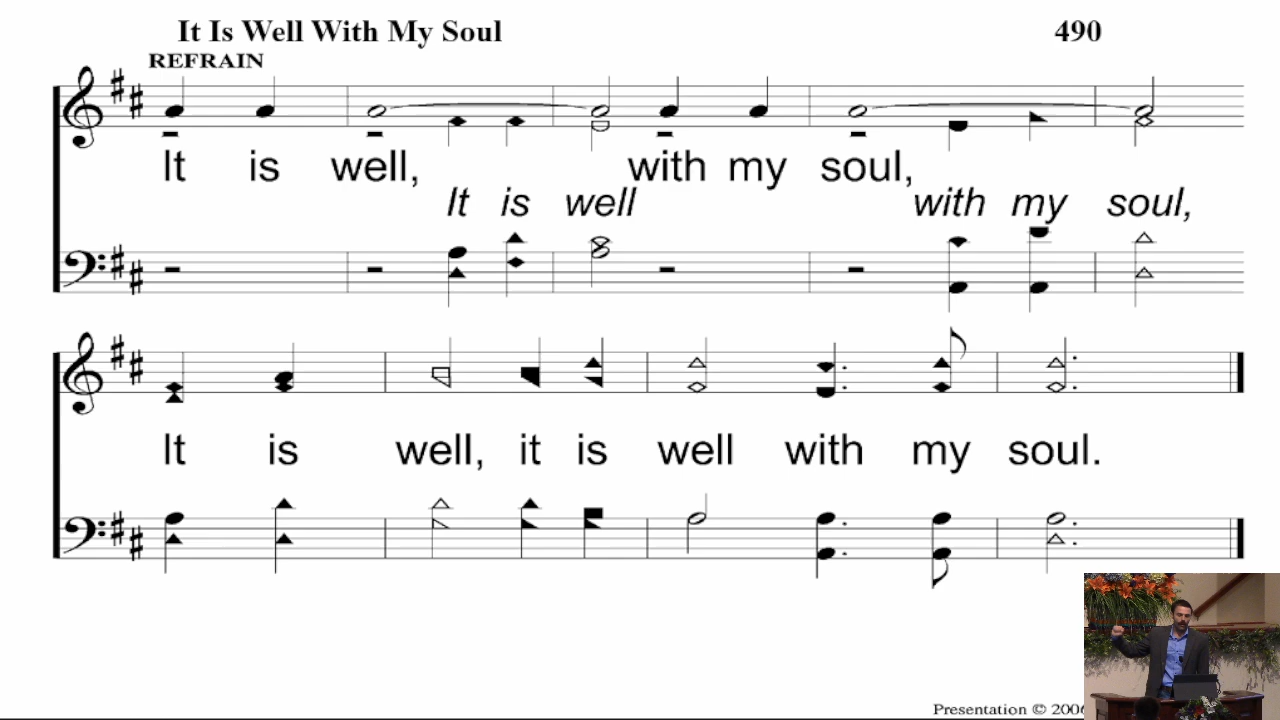 It Is Well With My Soul 490
REFRAIN
It is well, with my soul,
It is well with my soul,
It is well, it is well with my soul.
Presentation © 2006